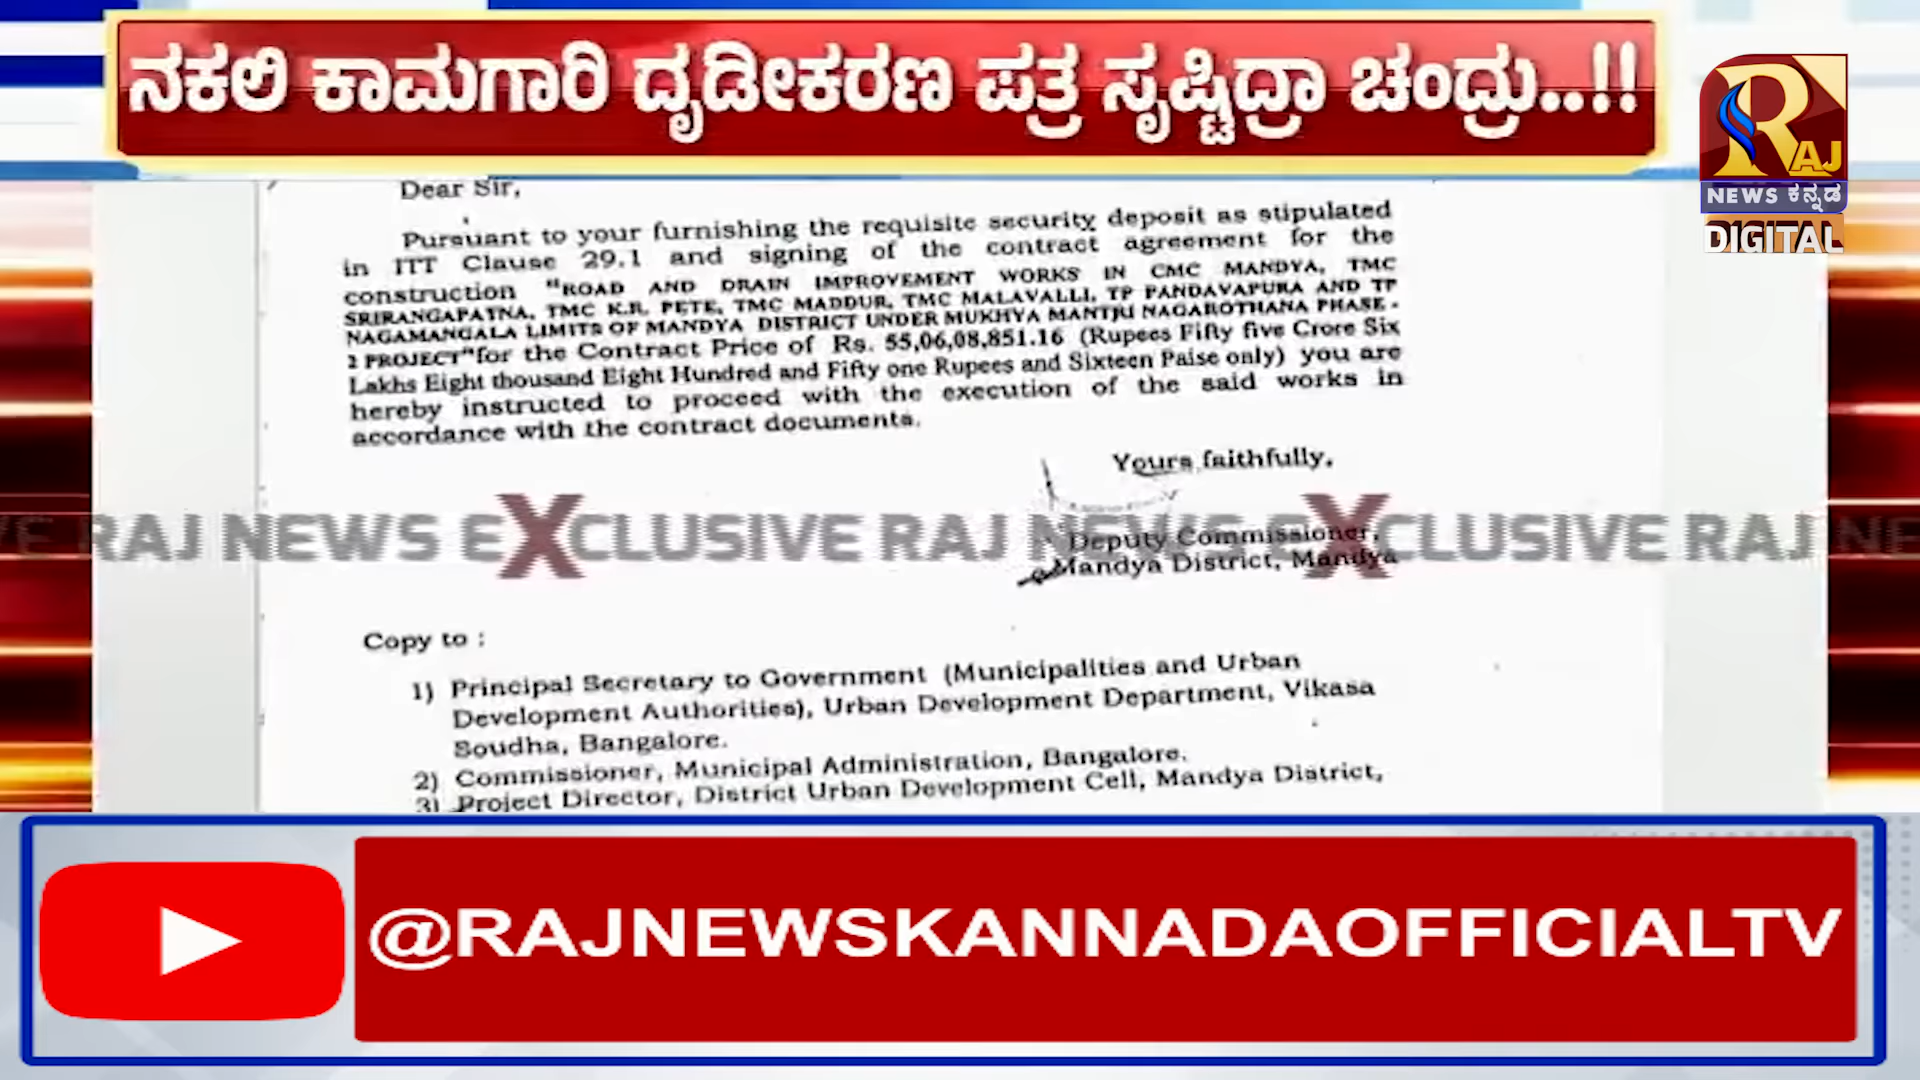 ನಕಲಿ ಕಾಮಗಾರಿ ದೃಢೀಕರಣ ಪತ್ರ ಸೃಷ್ಟಿದ್ರಾ ಚಂದ್ರು..!!
RAJ
NEWS ಕನ್ನಡ
DIGITAL
Dear Sir,
Pursuant to your furnishing the requisite security deposit as stipulated
in ITT Clause 29.1 and signing of the contract agreement for the
construction "ROAD AND DRAIN IMPROVEMENT WORKS IN CMC MANDYA, TMC
SRIRANGAPATNA, TMC K.R. PETE, TMC MADDUR, TMC MALAVALLI, TP PANDAVAPURA AND TP
NAGAMANGALA LIMITS OF MANDYA DISTRICT UNDER MUKHYA MANTRI NAGAROTHANA PHASE -
2 PROJECT" for the Contract Price of Rs. 55,06,08,851.16 (Rupees Fifty five Crore Six
Lakhs Eight thousand Eight Hundred and Fifty one Rupees and Sixteen Paise only) you are
hereby instructed to proceed with the execution of the said works in
accordance with the contract documents.
Yours faithfully,
VE RAJ NEWS EXCLUSIVE RAJ NEWS EXCLUSIVE RAJ NE
Deputy Commissioner,
Mandya District, Mandya
Copy to :
1) Principal Secretary to Government (Municipalities and Urban
Development Authorities), Urban Development Department, Vikasa
Soudha, Bangalore.
2) Commissioner, Municipal Administration, Bangalore.
3) Project Director, District Urban Development Cell, Mandya District,
@RAJNEWSKANNADAOFFICIALTV